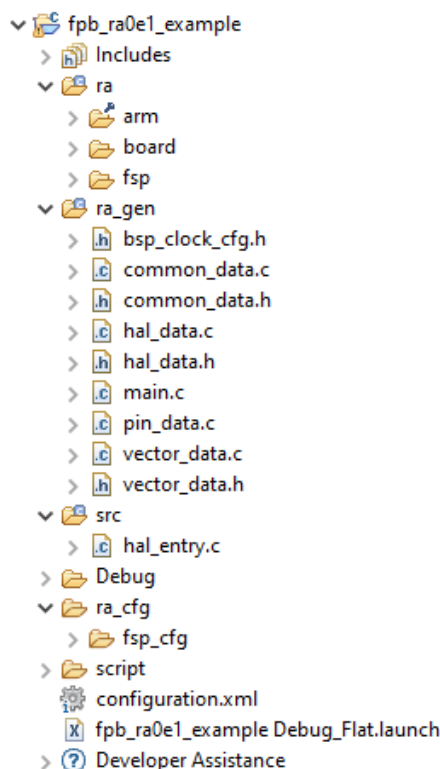 fpb_ra0e1_example
Includes
ra
arm
board
fsp
ra_gen
bsp_clock_cfg.h
common_data.c
common_data.h
hal_data.c
hal_data.h
main.c
pin_data.c
vector_data.c
vector_data.h
src
hal_entry.c
Debug
ra_cfg
fsp_cfg
script
configuration.xml
fpb_ra0e1_example Debug_Flat.launch
Developer Assistance